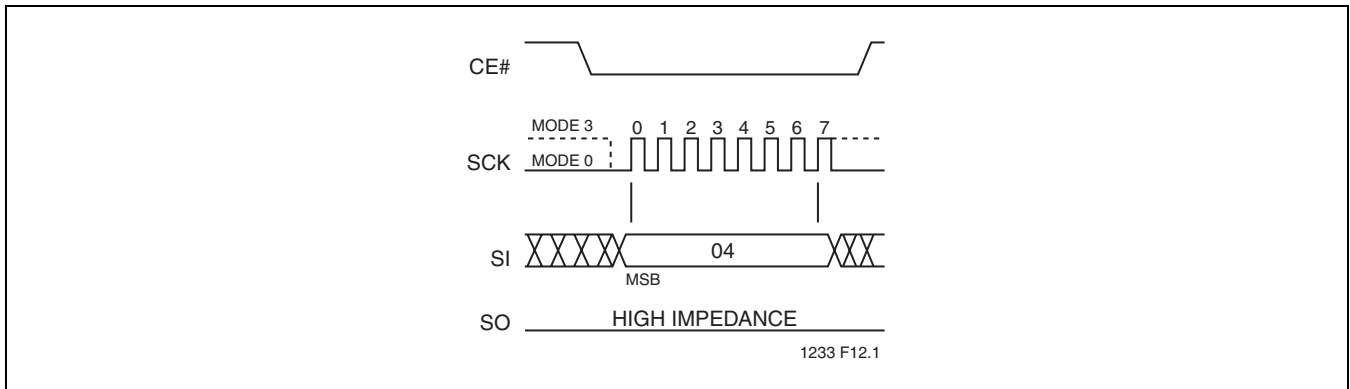 CE#
MODE 3 0 1 2 3 4 5 6 7
SCK MODE 0
SI 04
MSB
SO HIGH IMPEDANCE
1233 F12.1